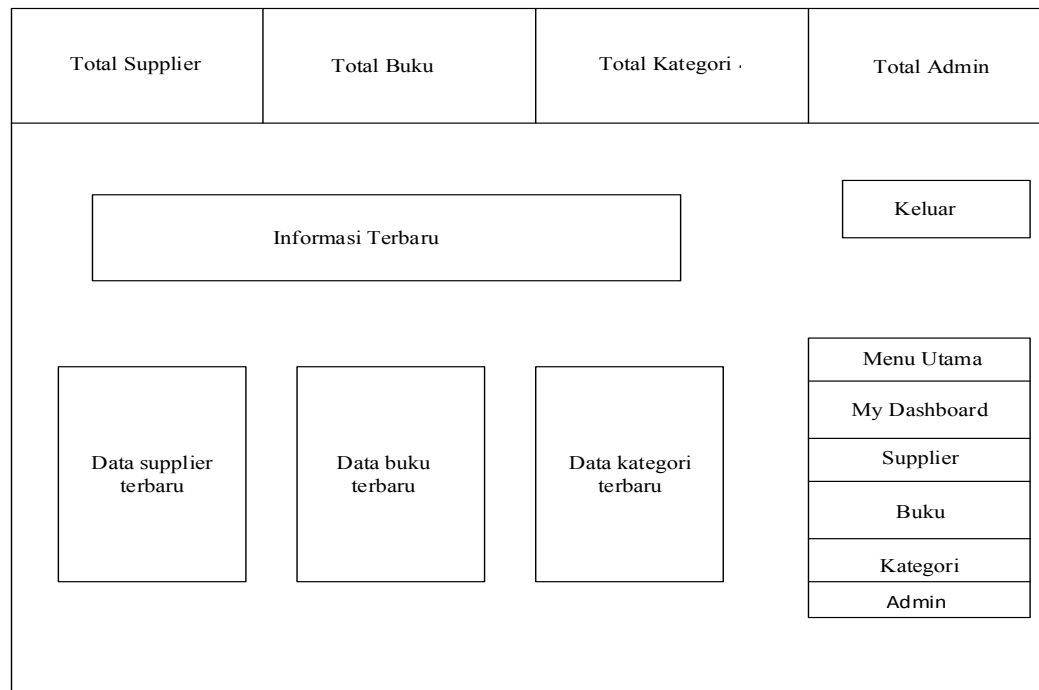 Total Supplier
Total Buku
Total Kategori
Total Admin
Informasi Terbaru
Keluar
Data supplier
terbaru
Data buku
terbaru
Data kategori
terbaru
Menu Utama
My Dashboard
Supplier
Buku
Kategori
Admin